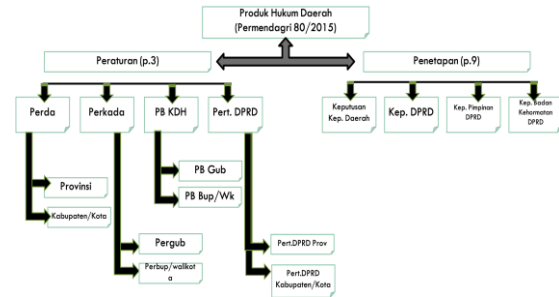 Produk Hukum Daerah
(Permendagri 80/2015)
Peraturan (p.3)
Penetapan (p.9)
Perda
Perkada
PB KDH
Pert. DPRD
Keputusan
Kep. Daerah
Kep. DPRD
Kep. Pimpinan
DPRD
Kep. Badan
Kehormatan
DPRD
PB Gub
Provinsi
PB Bup/Wk
Kabupaten/Kota
Pergub
Pert.DPRD Prov
Perbup/walikot
a
Pert.DPRD
Kabupaten/Kota